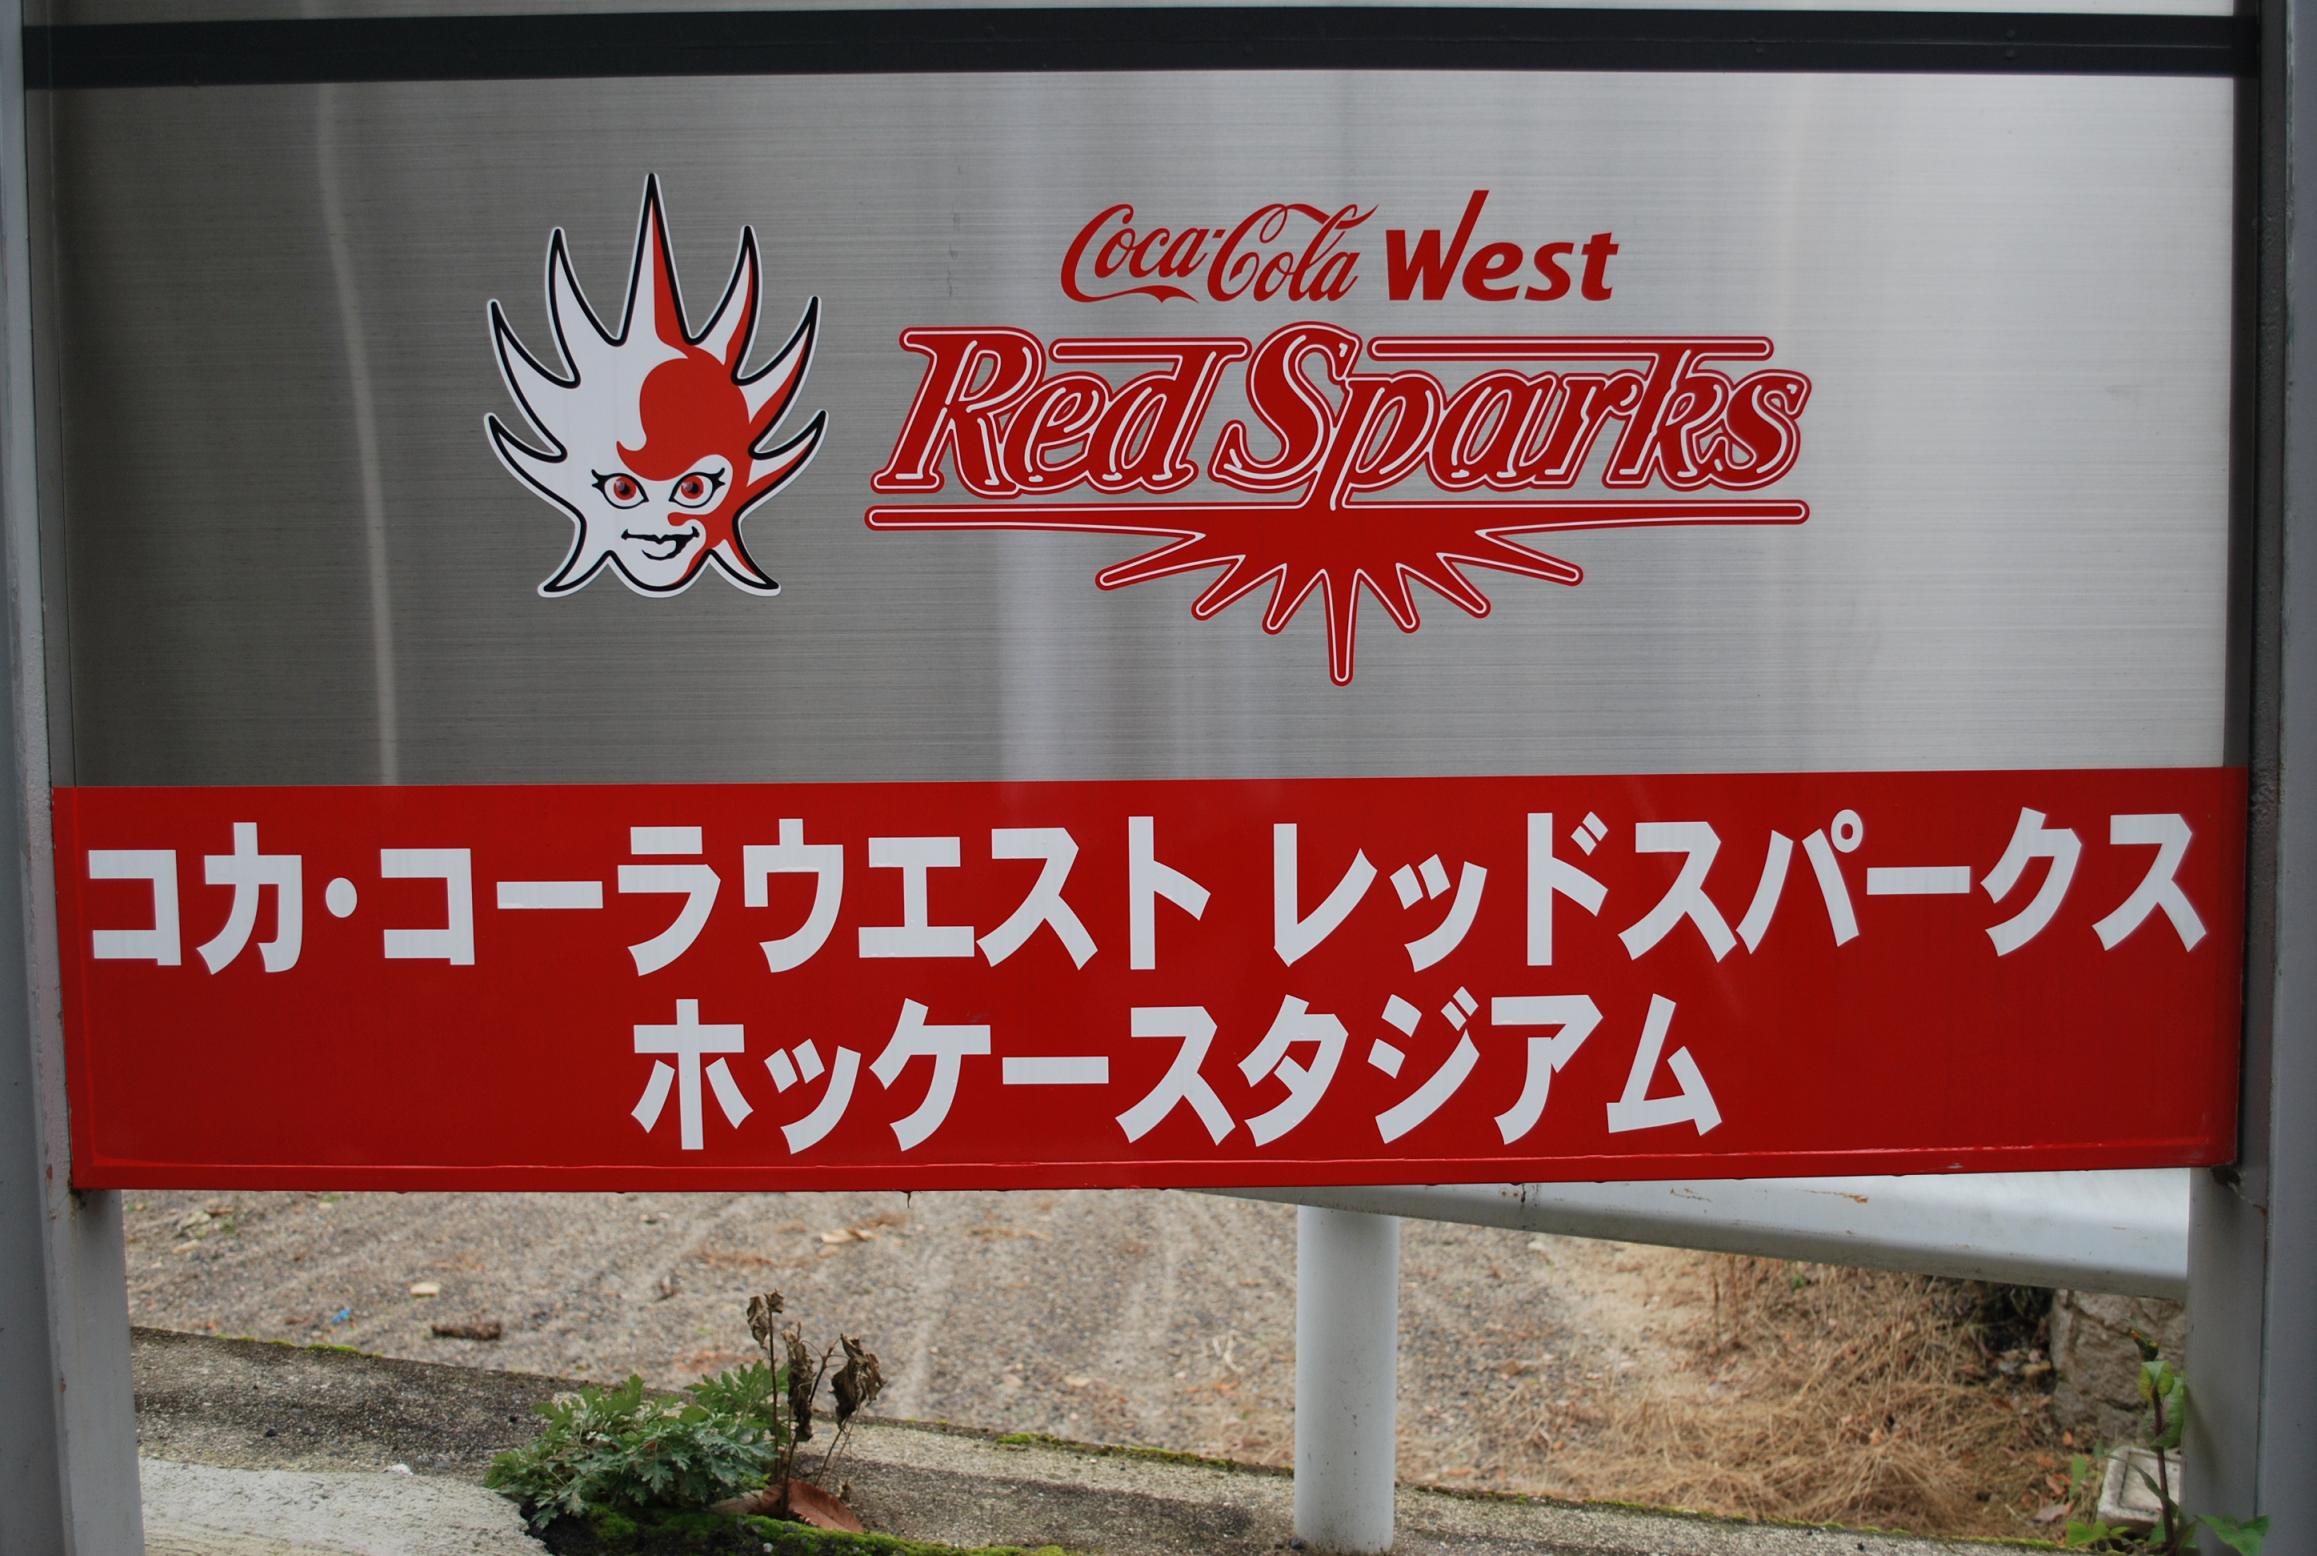 Coca-Cola West
Red Sparks
コカ・コーラウエスト レッドスパークス
ホッケースタジアム